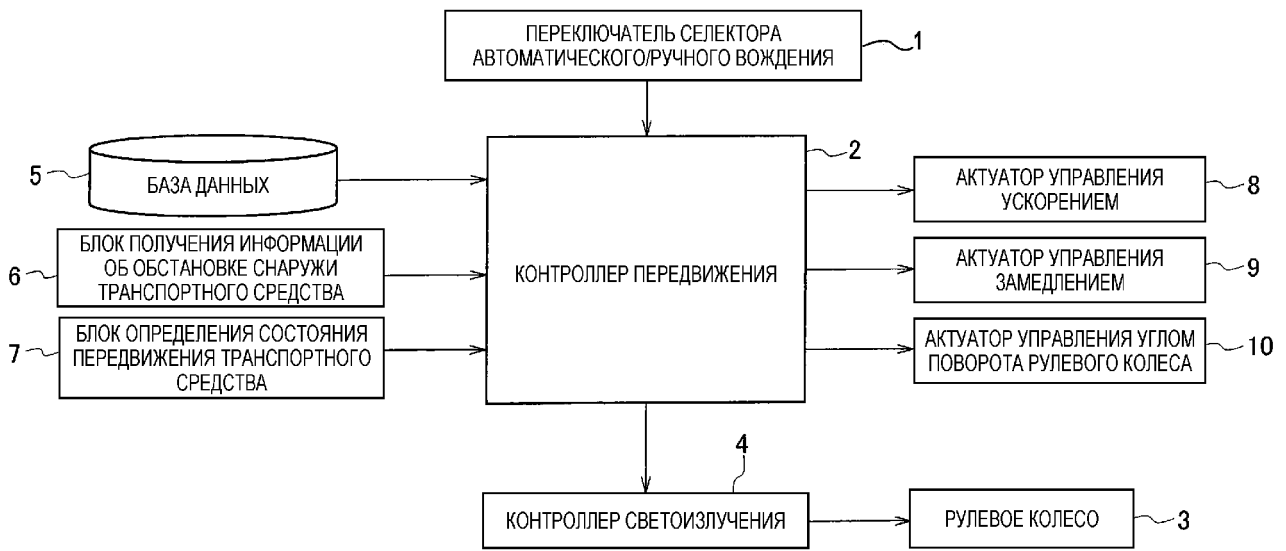 ПЕРЕКЛЮЧАТЕЛЬ СЕЛЕКТОРА
АВТОМАТИЧЕСКОГО/РУЧНОГО ВОЖДЕНИЯ
1
5
БАЗА ДАННЫХ
6
БЛОК ПОЛУЧЕНИЯ ИНФОРМАЦИИ
ОБ ОБСТАНОВКЕ СНАРУЖИ
ТРАНСПОРТНОГО СРЕДСТВА
7
БЛОК ОПРЕДЕЛЕНИЯ СОСТОЯНИЯ
ПЕРЕДВИЖЕНИЯ ТРАНСПОРТНОГО
СРЕДСТВА
2
КОНТРОЛЛЕР ПЕРЕДВИЖЕНИЯ
АКТУАТОР УПРАВЛЕНИЯ
УСКОРЕНИЕМ
8
АКТУАТОР УПРАВЛЕНИЯ
ЗАМЕДЛЕНИЕМ
9
АКТУАТОР УПРАВЛЕНИЯ УГЛОМ
ПОВОРОТА РУЛЕВОГО КОЛЕСА
10
4
КОНТРОЛЛЕР СВЕТОИЗЛУЧЕНИЯ
РУЛЕВОЕ КОЛЕСО
3